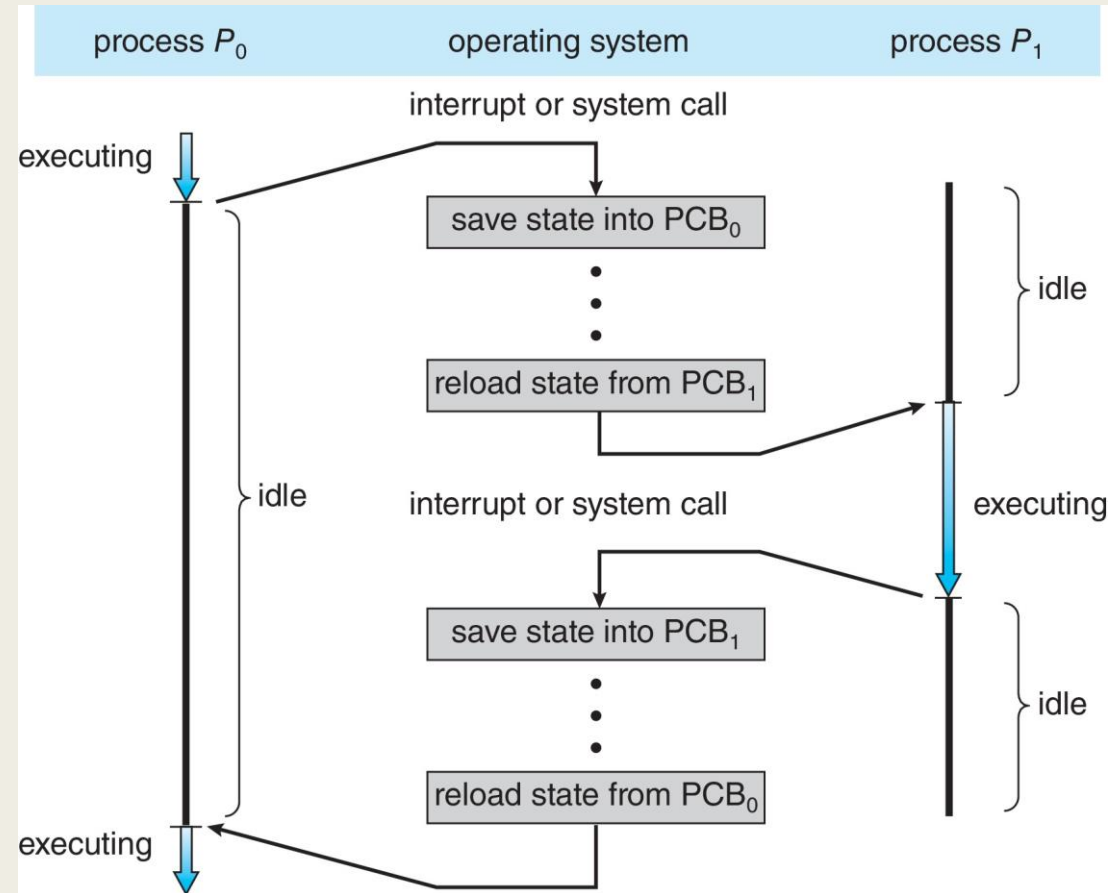 process P₀ operating system process P₁
interrupt or system call
executing
save state into PCB₀
idle
reload state from PCB₁
idle
interrupt or system call
executing
save state into PCB₁
idle
reload state from PCB₀
executing